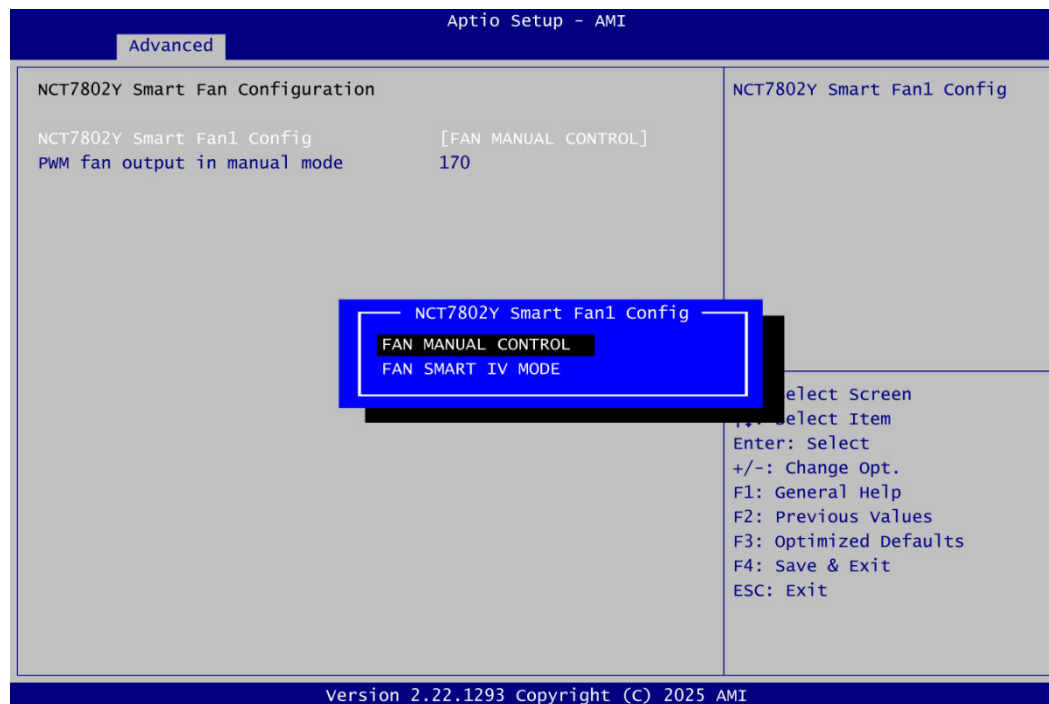 Aptio Setup - AMI
Advanced
NCT7802Y Smart Fan Configuration
NCT7802Y Smart Fan1 Config [FAN MANUAL CONTROL]
PWM fan output in manual mode 170
NCT7802Y Smart Fan1 Config
NCT7802Y Smart Fan1 Config
FAN MANUAL CONTROL
FAN SMART IV MODE
elect Screen
Select Item
Enter: Select
+/-: Change Opt.
F1: General Help
F2: Previous Values
F3: Optimized Defaults
F4: Save & Exit
ESC: Exit
Version 2.22.1293 Copyright (C) 2025 AMI